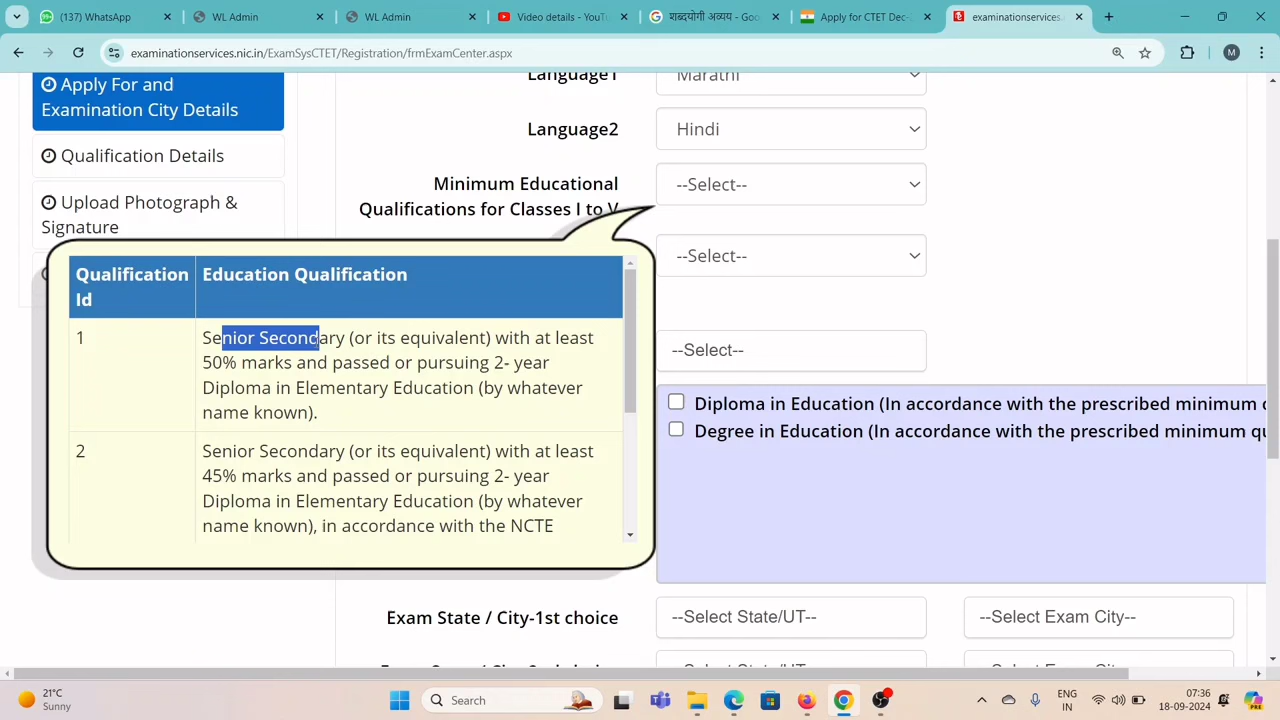 (137) WhatsApp
WL Admin
WL Admin
Video details - YouTu
शब्दयोगी अव्यय - Goo
Apply for CTET Dec-
examinationservices.
examinationservices.nic.in/ExamSysCTET/Registration/frmExamCenter.aspx
M
Apply For and
Examination City Details
Qualification Details
Upload Photograph &
Signature
Language1
Marathi
Language2
Hindi
Minimum Educational
Qualifications for Classes I to V
--Select--
--Select--
--Select--
Qualification
Id
Education Qualification
1
Senior Secondary (or its equivalent) with at least
50% marks and passed or pursuing 2- year
Diploma in Elementary Education (by whatever
name known).
2
Senior Secondary (or its equivalent) with at least
45% marks and passed or pursuing 2- year
Diploma in Elementary Education (by whatever
name known), in accordance with the NCTE
Diploma in Education (In accordance with the prescribed minimum
Degree in Education (In accordance with the prescribed minimum qu
Exam State / City-1st choice
--Select State/UT--
--Select Exam City--
21°C
Sunny
Search
ENG
IN
07:36
18-09-2024